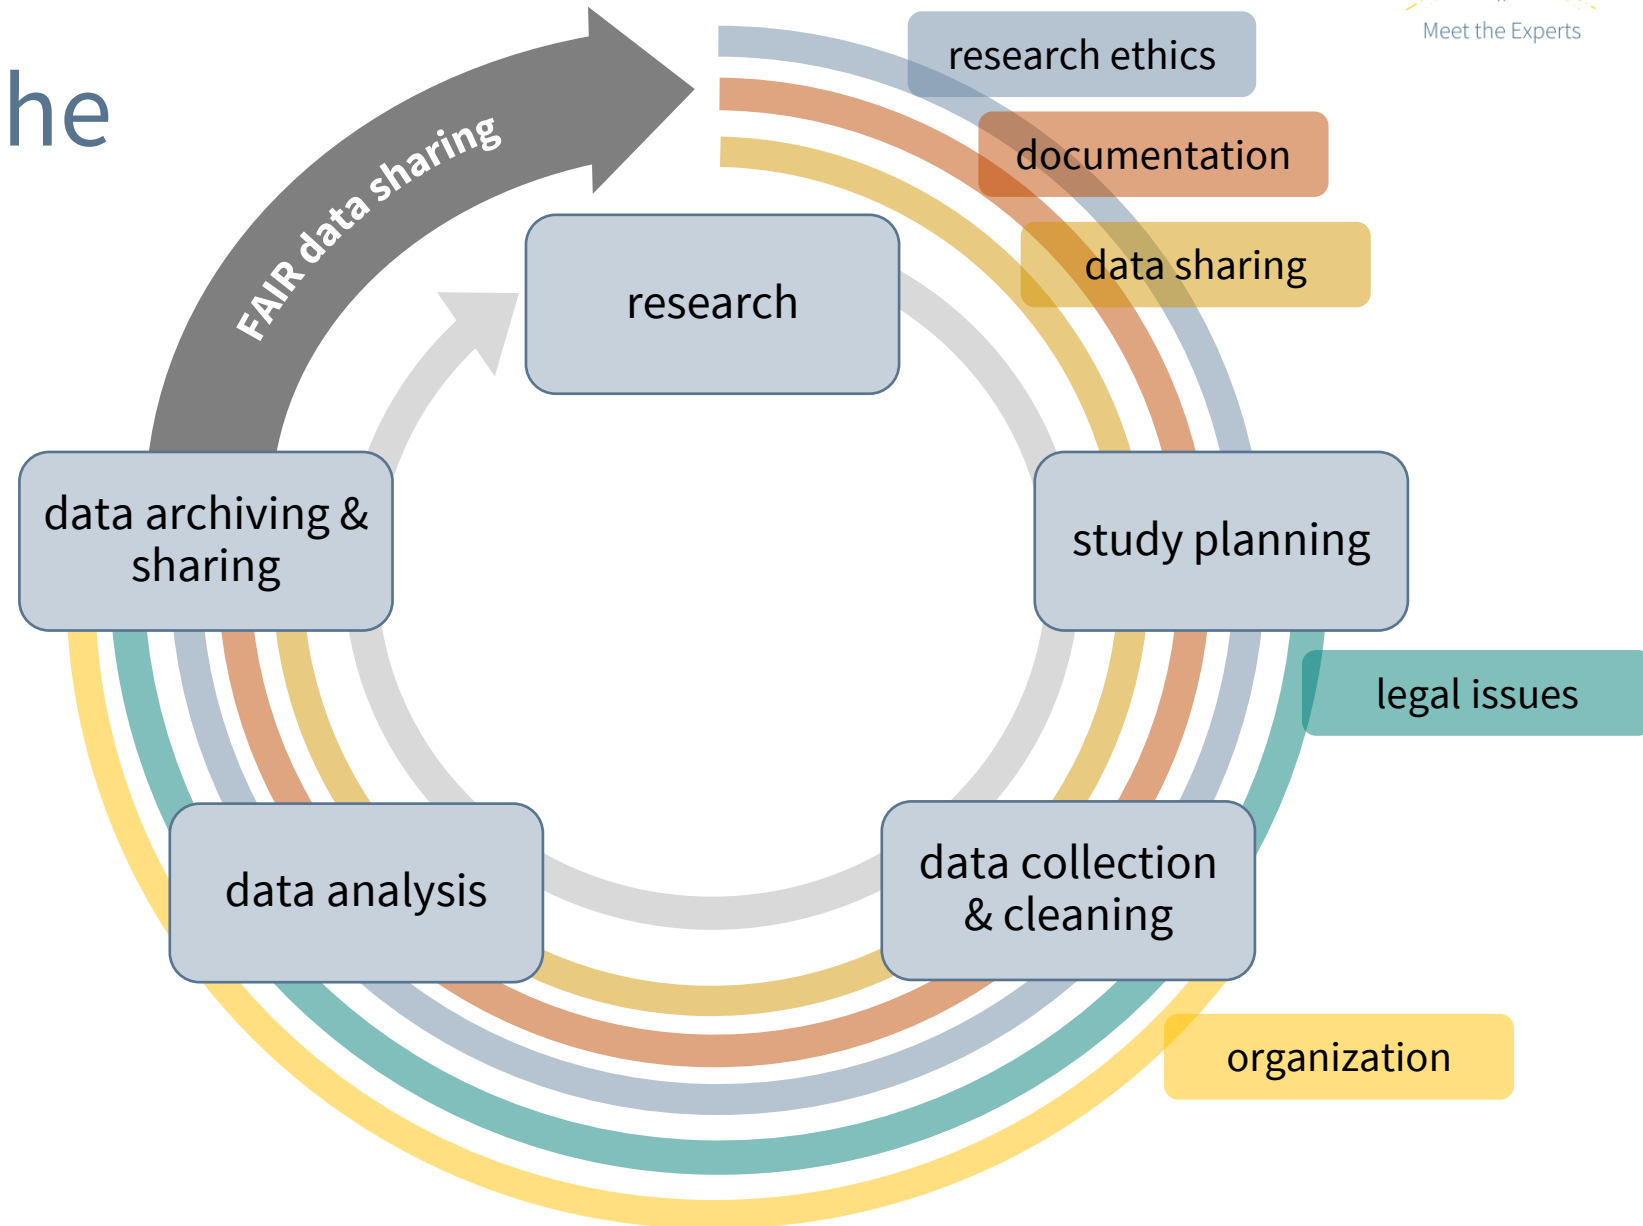 Meet the Experts
he
research ethics
documentation
data sharing
FAIR data sharing
research
data archiving &
sharing
study planning
legal issues
data analysis
data collection
& cleaning
organization